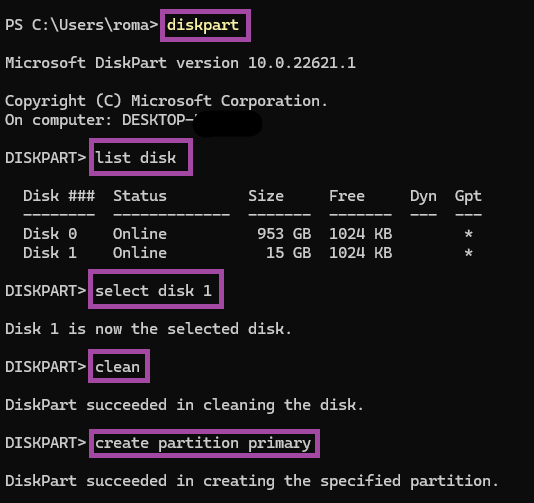 PS C:\Users\roma> diskpart
Microsoft DiskPart version 10.0.22621.1
Copyright (C) Microsoft Corporation.
On computer: DESKTOP-
DISKPART> list disk
Disk ###  Status         Size     Free     Dyn  Gpt
--------  -------------  -------  -------  ---  ---
Disk 0    Online          953 GB  1024 KB        *
Disk 1    Online           15 GB  1024 KB        *
DISKPART> select disk 1
Disk 1 is now the selected disk.
DISKPART> clean
DiskPart succeeded in cleaning the disk.
DISKPART> create partition primary
DiskPart succeeded in creating the specified partition.